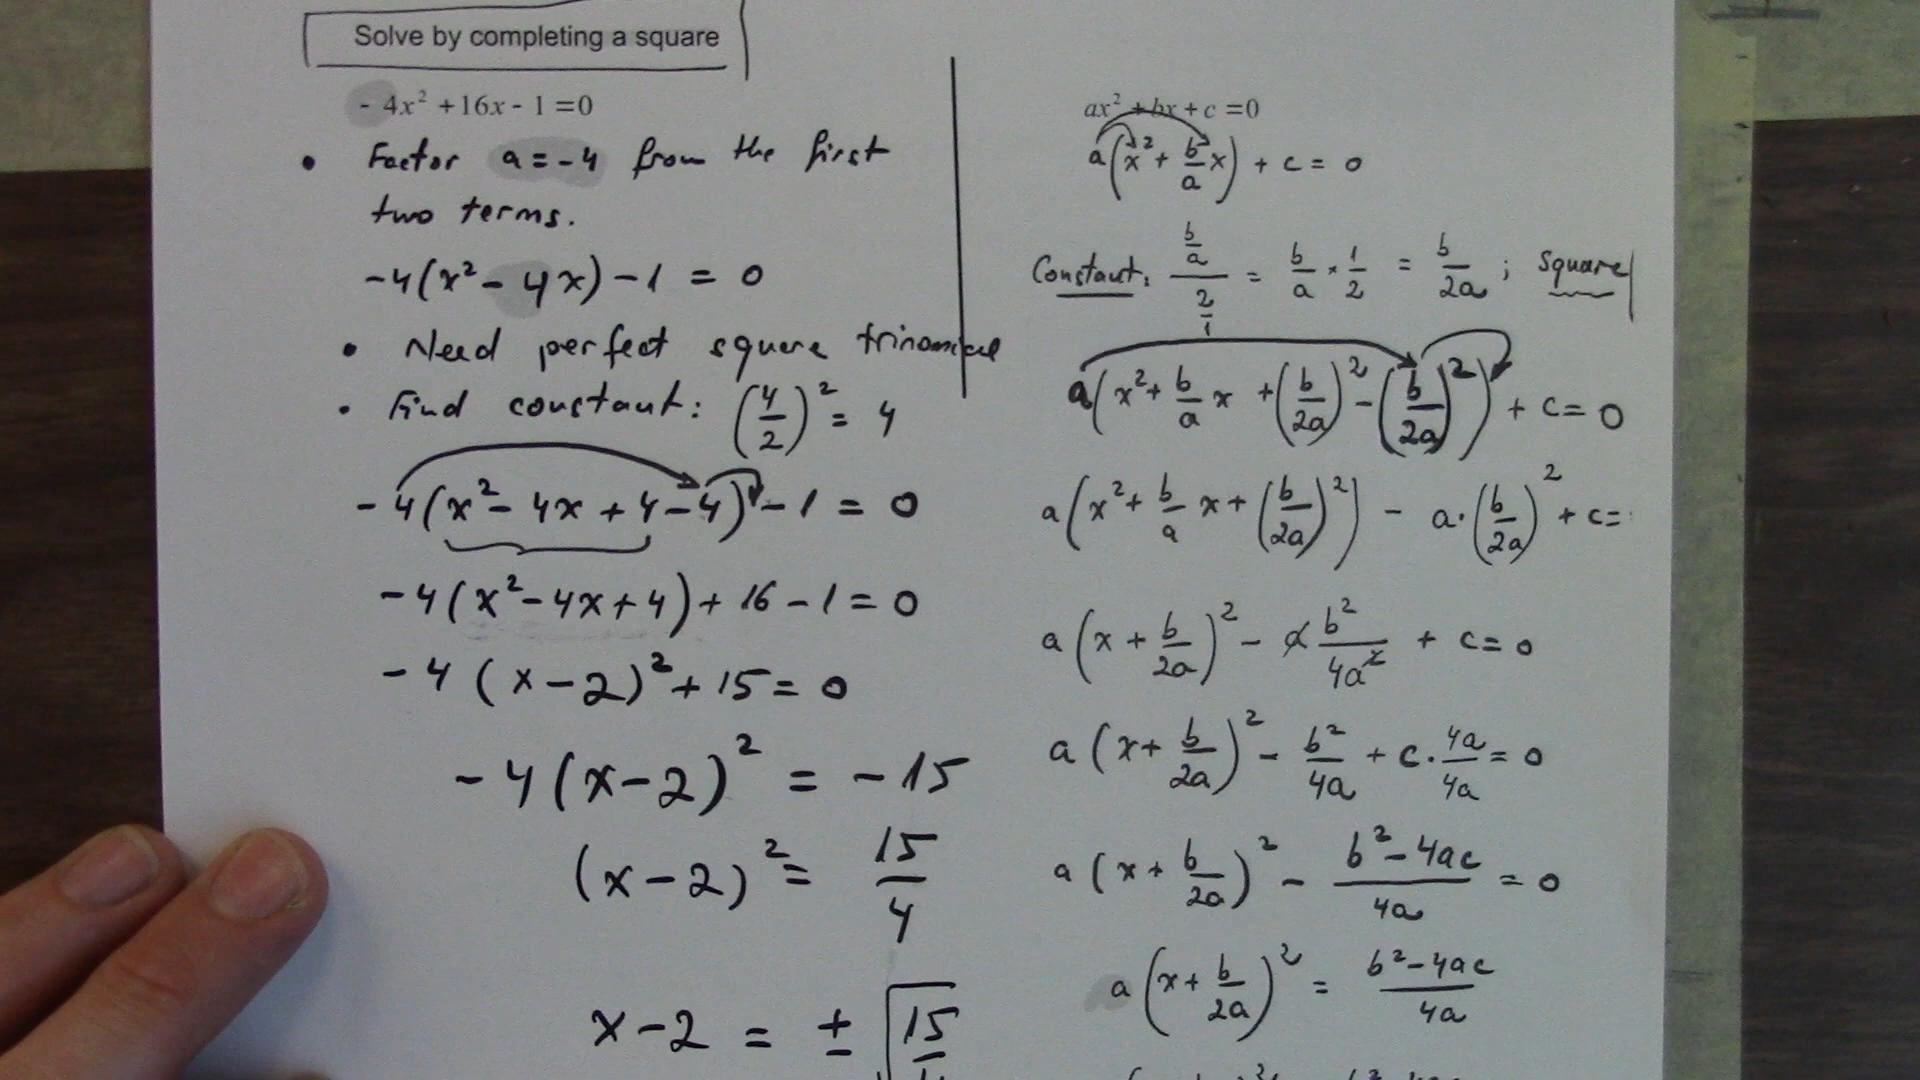 Solve by completing a square
- 4x² +16x - 1 =0
• Factor a = -4 from the first
two terms.
-4(x² - 4x) - 1 = 0
• Need perfect square trinomial
• Find constant: (4/2)² = 4
-4(x² - 4x + 4 - 4) - 1 = 0
-4(x² - 4x + 4) + 16 - 1 = 0
-4 (x - 2)² + 15 = 0
-4(x - 2)² = -15
(x - 2)² = 15/4
x - 2 = ± √15
ax² + bx + c =0
a(x² + b/a x) + c = 0
Constant: (b/a)/(2/1) = b/a × 1/2 = b/2a ; Square
a(x² + b/a x + (b/2a)² - (b/2a)²) + c = 0
a(x² + b/a x + (b/2a)²) - a·(b/2a)² + c =
a(x + b/2a)² - a b²/4a² + c = 0
a(x + b/2a)² - b²/4a + c · 4a/4a = 0
a(x + b/2a)² - (b² - 4ac)/4a = 0
a(x + b/2a)² = (b² - 4ac)/4a